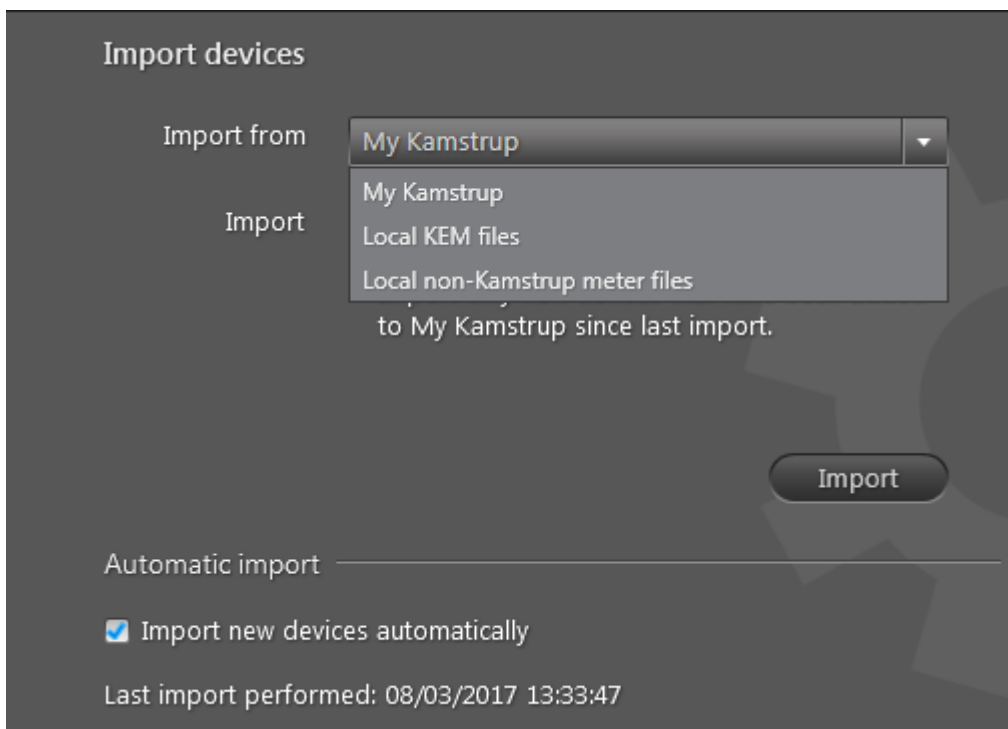 Import devices
Import from My Kamstrup
My Kamstrup
Import
Local KEM files
Local non-Kamstrup meter files
to My Kamstrup since last import.
Import
Automatic import
Import new devices automatically
Last import performed: 08/03/2017 13:33:47